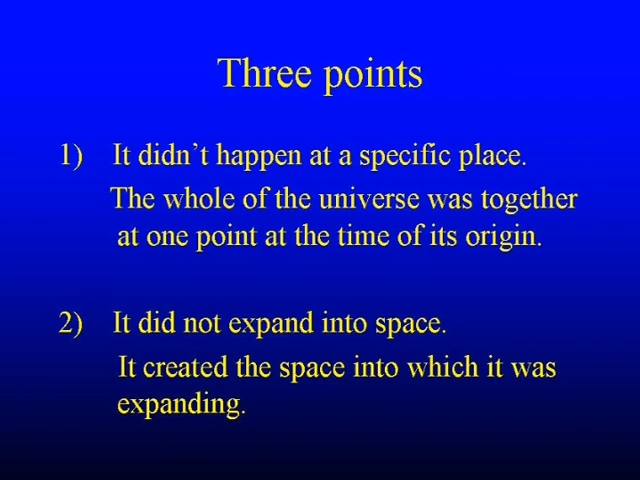 Three points
1) It didn’t happen at a specific place.
The whole of the universe was together
at one point at the time of its origin.
2) It did not expand into space.
It created the space into which it was
expanding.